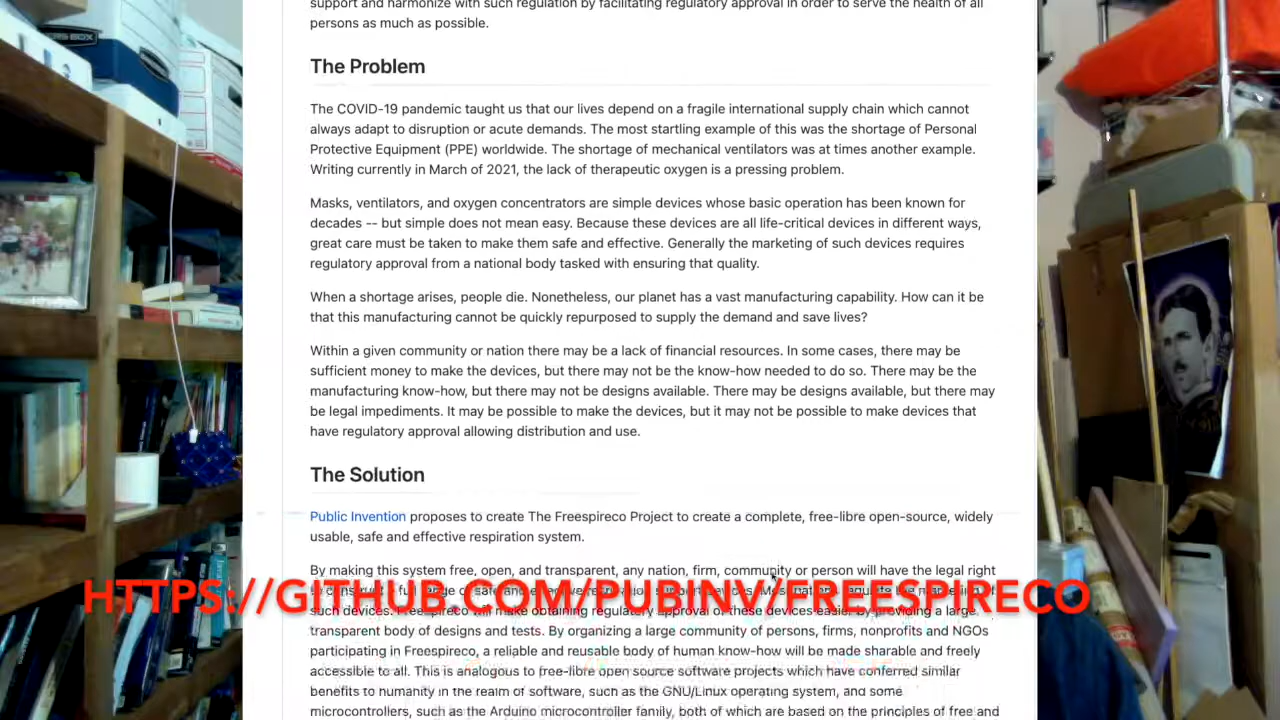 support and harmonize with such regulation by facilitating regulatory approval in order to serve the health of all
persons as much as possible.
The Problem
The COVID-19 pandemic taught us that our lives depend on a fragile international supply chain which cannot
always adapt to disruption or acute demands. The most startling example of this was the shortage of Personal
Protective Equipment (PPE) worldwide. The shortage of mechanical ventilators was at times another example.
Writing currently in March of 2021, the lack of therapeutic oxygen is a pressing problem.
Masks, ventilators, and oxygen concentrators are simple devices whose basic operation has been known for
decades -- but simple does not mean easy. Because these devices are all life-critical devices in different ways,
great care must be taken to make them safe and effective. Generally the marketing of such devices requires
regulatory approval from a national body tasked with ensuring that quality.
When a shortage arises, people die. Nonetheless, our planet has a vast manufacturing capability. How can it be
that this manufacturing cannot be quickly repurposed to supply the demand and save lives?
Within a given community or nation there may be a lack of financial resources. In some cases, there may be
sufficient money to make the devices, but there may not be the know-how needed to do so. There may be the
manufacturing know-how, but there may not be designs available. There may be designs available, but there may
be legal impediments. It may be possible to make the devices, but it may not be possible to make devices that
have regulatory approval allowing distribution and use.
The Solution
Public Invention proposes to create The Freespireco Project to create a complete, free-libre open-source, widely
usable, safe and effective respiration system.
By making this system free, open, and transparent, any nation, firm, community or person will have the legal right
HTTPS://GITHUB.COM/PUBINV/FREESPIRECO
such devices. Freespireco will make obtaining regulatory approval of these devices easier by providing a large
transparent body of designs and tests. By organizing a large community of persons, firms, nonprofits and NGOs
participating in Freespireco, a reliable and reusable body of human know-how will be made sharable and freely
accessible to all. This is analogous to free-libre open source software projects which have conferred similar
benefits to humanity in the realm of software, such as the GNU/Linux operating system, and some
microcontrollers, such as the Arduino microcontroller family, both of which are based on the principles of free and